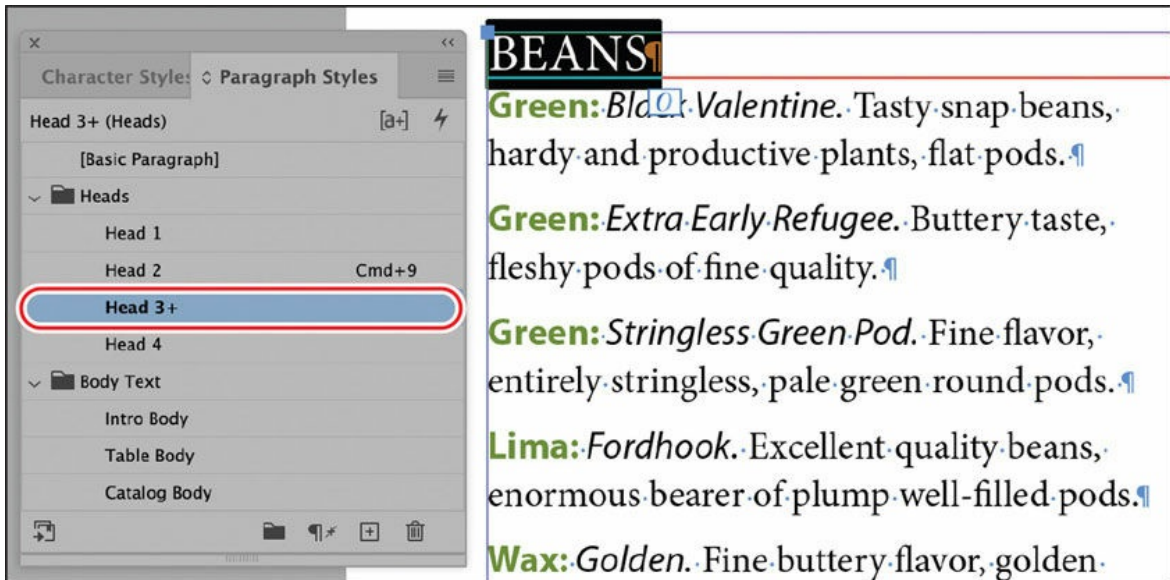 Character Styles
Paragraph Styles
Head 3+ (Heads)
[a+]
[Basic Paragraph]
Heads
Head 1
Head 2 Cmd+9
Head 3+
Head 4
Body Text
Intro Body
Table Body
Catalog Body
BEANS¶
Green: Black Valentine. Tasty snap beans,
hardy and productive plants, flat pods.¶
Green: Extra Early Refugee. Buttery taste,
fleshy pods of fine quality.¶
Green: Stringless Green Pod. Fine flavor,
entirely stringless, pale green round pods.¶
Lima: Fordhook. Excellent quality beans,
enormous bearer of plump well-filled pods.¶
Wax: Golden. Fine buttery flavor, golden